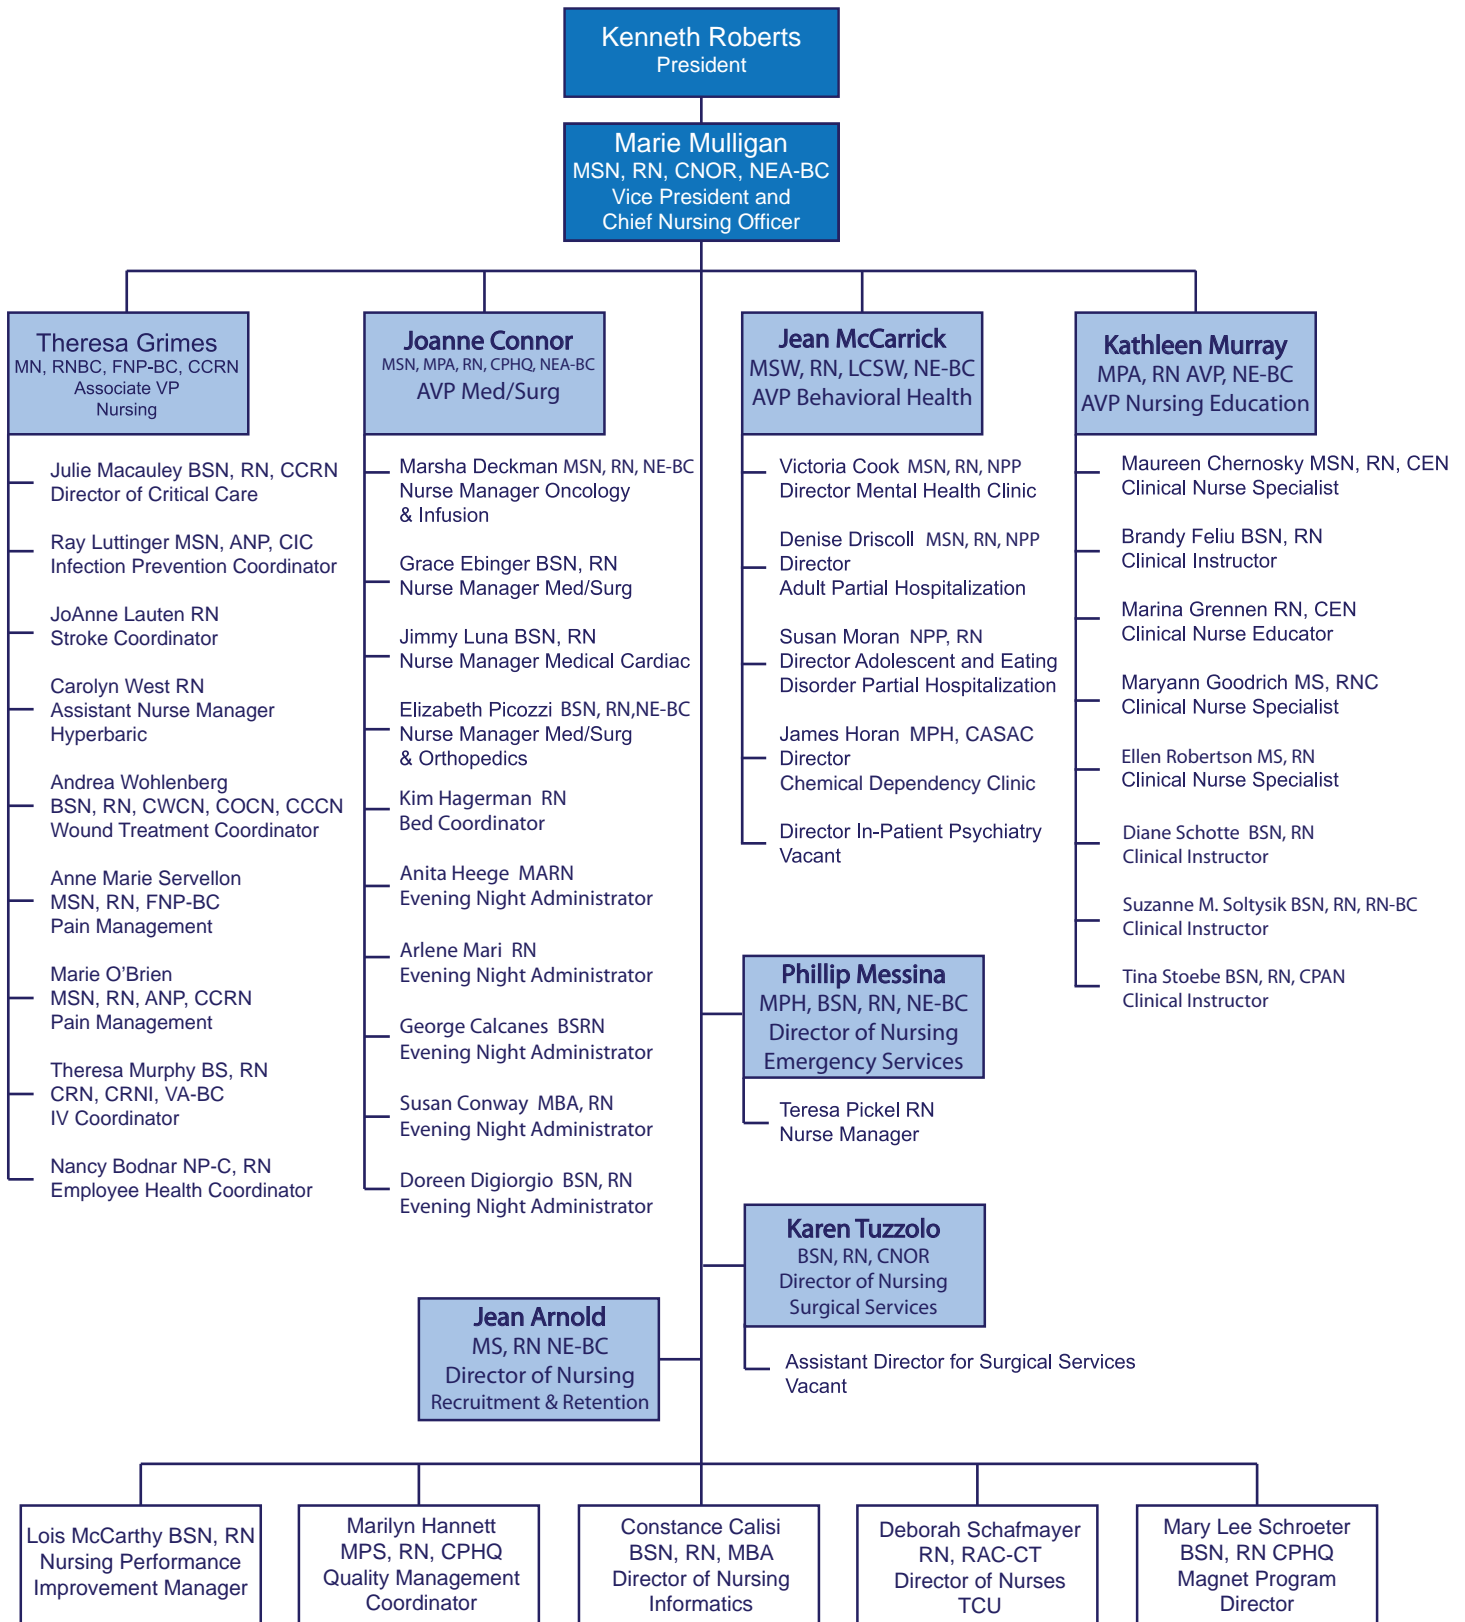 Kenneth Roberts
President
Marie Mulligan
MSN, RN, CNOR, NEA-BC
Vice President and
Chief Nursing Officer
Theresa Grimes
MN, RNBC, FNP-BC, CCRN
Associate VP
Nursing
Julie Macauley BSN, RN, CCRN
Director of Critical Care
Ray Luttinger MSN, ANP, CIC
Infection Prevention Coordinator
JoAnne Lauten RN
Stroke Coordinator
Carolyn West RN
Assistant Nurse Manager
Hyperbaric
Andrea Wohlenberg
BSN, RN, CWCN, COCN, CCCN
Wound Treatment Coordinator
Anne Marie Servellon
MSN, RN, FNP-BC
Pain Management
Marie O’Brien
MSN, RN, ANP, CCRN
Pain Management
Theresa Murphy BS, RN
CRN, CRNI, VA-BC
IV Coordinator
Nancy Bodnar NP-C, RN
Employee Health Coordinator
Joanne Connor
MSN, MPA, RN, CPHQ, NEA-BC
AVP Med/Surg
Marsha Deckman MSN, RN, NE-BC
Nurse Manager Oncology
& Infusion
Grace Ebinger BSN, RN
Nurse Manager Med/Surg
Jimmy Luna BSN, RN
Nurse Manager Medical Cardiac
Elizabeth Picozzi BSN, RN,NE-BC
Nurse Manager Med/Surg
& Orthopedics
Kim Hagerman RN
Bed Coordinator
Anita Heege MARN
Evening Night Administrator
Arlene Mari RN
Evening Night Administrator
George Calcanes BSRN
Evening Night Administrator
Susan Conway MBA, RN
Evening Night Administrator
Doreen Digiorgio BSN, RN
Evening Night Administrator
Jean McCarrick
MSW, RN, LCSW, NE-BC
AVP Behavioral Health
Victoria Cook MSN, RN, NPP
Director Mental Health Clinic
Denise Driscoll MSN, RN, NPP
Director
Adult Partial Hospitalization
Susan Moran NPP, RN
Director Adolescent and Eating
Disorder Partial Hospitalization
James Horan MPH, CASAC
Director
Chemical Dependency Clinic
Director In-Patient Psychiatry
Vacant
Kathleen Murray
MPA, RN AVP, NE-BC
AVP Nursing Education
Maureen Chernosky MSN, RN, CEN
Clinical Nurse Specialist
Brandy Feliu BSN, RN
Clinical Instructor
Marina Grennen RN, CEN
Clinical Nurse Educator
Maryann Goodrich MS, RNC
Clinical Nurse Specialist
Ellen Robertson MS, RN
Clinical Nurse Specialist
Diane Schotte BSN, RN
Clinical Instructor
Suzanne M. Soltysik BSN, RN, RN-BC
Clinical Instructor
Tina Stoebe BSN, RN, CPAN
Clinical Instructor
Phillip Messina
MPH, BSN, RN, NE-BC
Director of Nursing
Emergency Services
Teresa Pickel RN
Nurse Manager
Karen Tuzzolo
BSN, RN, CNOR
Director of Nursing
Surgical Services
Assistant Director for Surgical Services
Vacant
Jean Arnold
MS, RN NE-BC
Director of Nursing
Recruitment & Retention
Lois McCarthy BSN, RN
Nursing Performance
Improvement Manager
Marilyn Hannett
MPS, RN, CPHQ
Quality Management
Coordinator
Constance Calisi
BSN, RN, MBA
Director of Nursing
Informatics
Deborah Schafmayer
RN, RAC-CT
Director of Nurses
TCU
Mary Lee Schroeter
BSN, RN CPHQ
Magnet Program
Director